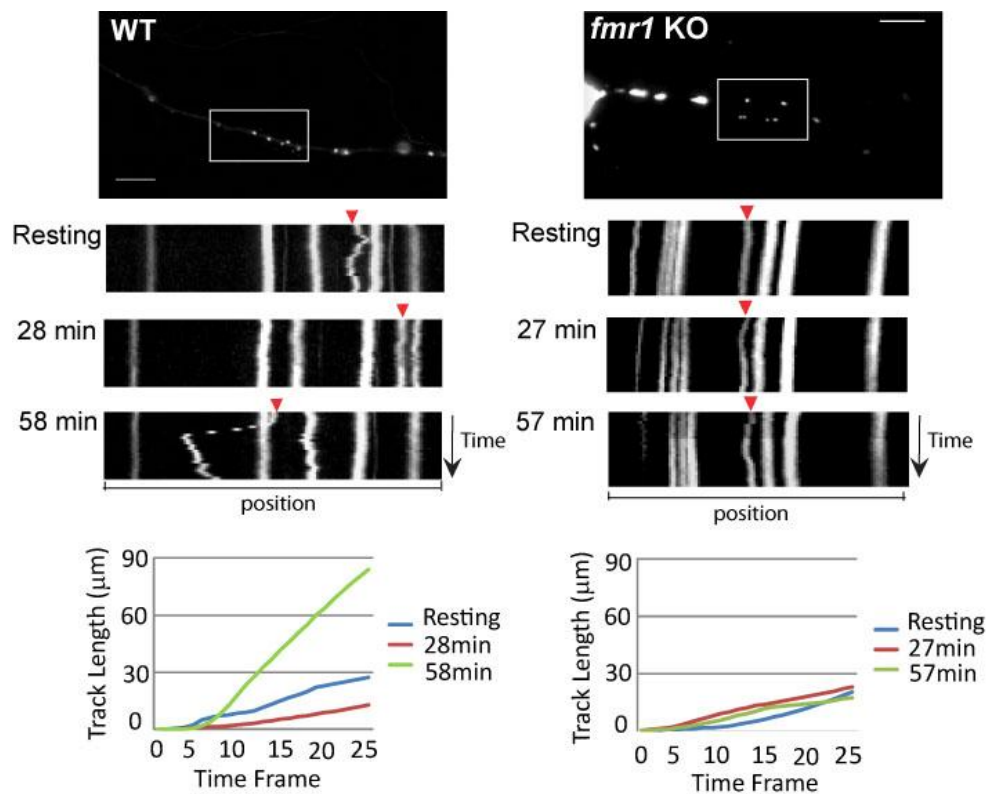 WT
fmr1 KO
Resting
28 min
58 min
Time
position
Resting
27 min
57 min
Time
position
Track Length (μm)
90
60
30
0
0 5 10 15 20 25
Time Frame
Resting
28min
58min
Track Length (μm)
90
60
30
0
0 5 10 15 20 25
Time Frame
Resting
27min
57min